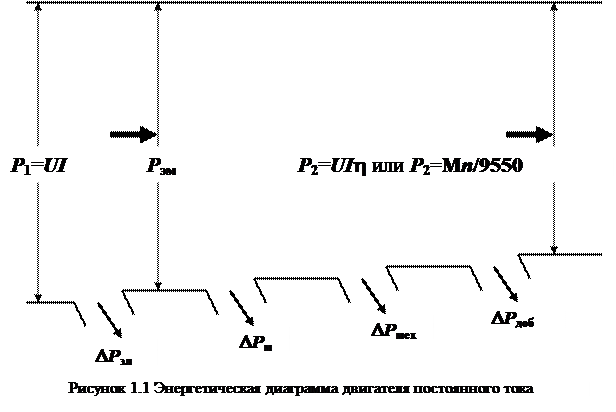 P₁=UI
Pэм
P₂=UIη или P₂=Mn/9550
ΔPэл
ΔPм
ΔPмех
ΔPдоб
Рисунок 1.1 Энергетическая диаграмма двигателя постоянного тока